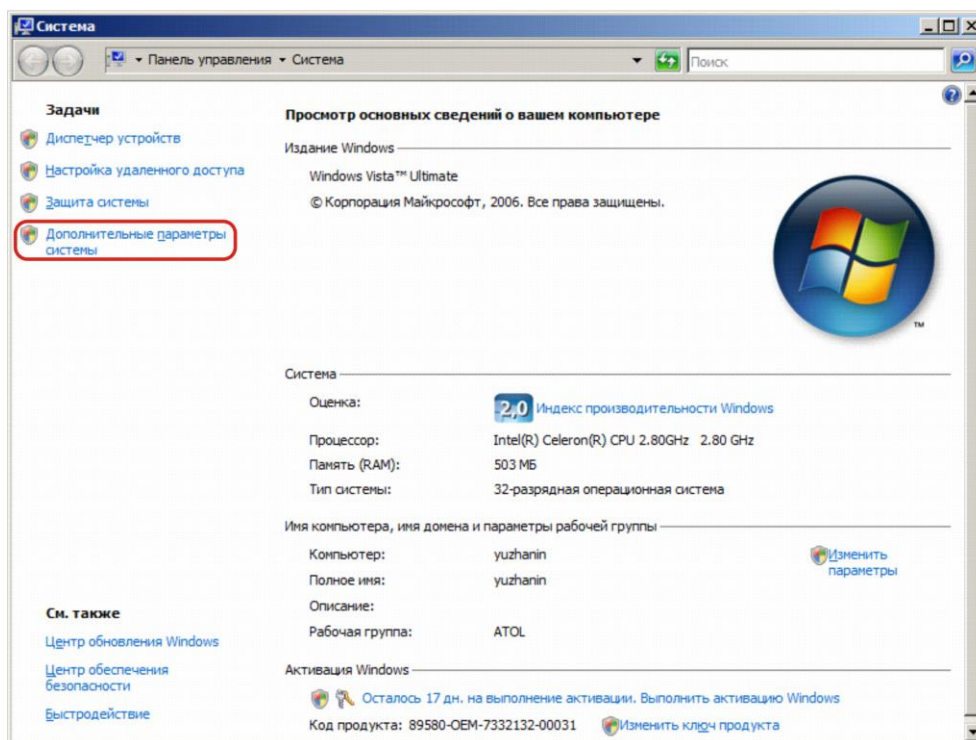 Система
Панель управления
Система
Поиск
Задачи
Диспетчер устройств
Настройка удаленного доступа
Защита системы
Дополнительные параметры
системы
Просмотр основных сведений о вашем компьютере
Издание Windows
Windows Vista™ Ultimate
© Корпорация Майкрософт, 2006. Все права защищены.
TM
Система
Оценка:
2,0 Индекс производительности Windows
Процессор:
Intel(R) Celeron(R) CPU 2.80GHz 2.80 GHz
Память (RAM):
503 МБ
Тип системы:
32-разрядная операционная система
Имя компьютера, имя домена и параметры рабочей группы
Компьютер:
yuzhanin
Изменить
параметры
Полное имя:
yuzhanin
Описание:
Рабочая группа:
ATOL
См. также
Центр обновления Windows
Центр обеспечения
безопасности
Быстродействие
Активация Windows
Осталось 17 дн. на выполнение активации. Выполнить активацию Windows
Код продукта: 89580-OEM-7332132-00031
Изменить ключ продукта